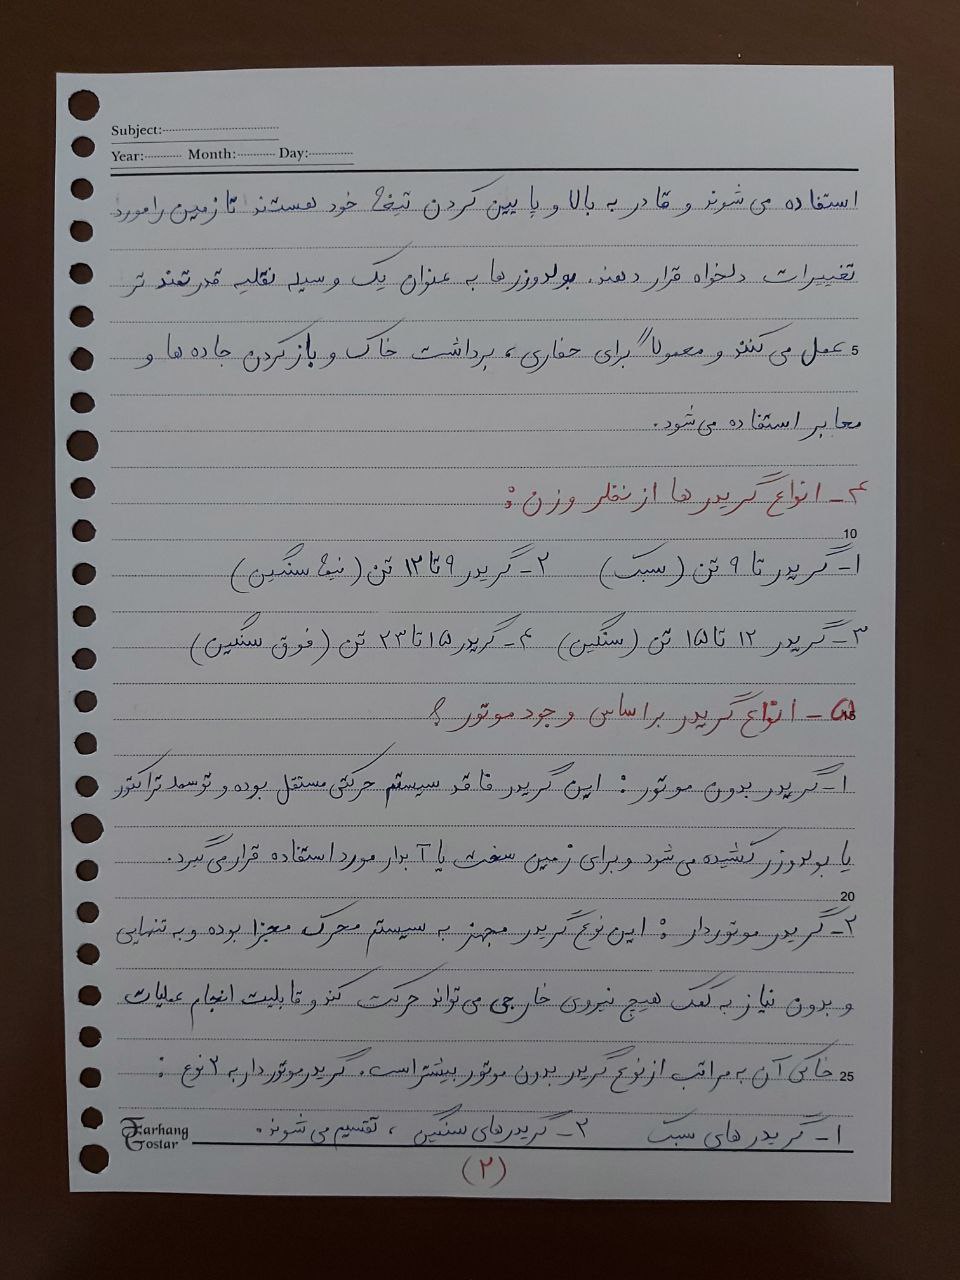 Subject:
Year: Month: Day:
استفاده می شوند و قادر به بالا و پایین کردن تیغه خود هستند تا زمین را مورد
تغییرات دلخواه قرار دهند. بولدوزرها به عنوان یک وسیله نقلیه قدرتمند تر
5 عمل می کنند و معمولاً برای حفاری، برداشت خاک و باز کردن جاده ها و
معابر استفاده می شود.
۴- انواع گریدر ها از نظر وزن :
10
۱- گریدر تا ۹ تن (سبک) ۲- گریدر ۹ تا ۱۲ تن (نیمه سنگین)
۳- گریدر ۱۲ تا ۱۵ تن (سنگین) ۴- گریدر ۱۵ تا ۲۳ تن (فوق سنگین)
15 ۵- انواع گریدر بر اساس وجود موتور ؟
۱- گریدر بدون موتور : این گریدر فاقد سیستم حرکتی مستقل بوده و توسط تراکتور
یا بولدوزر کشیده می شود و برای زمین سخت یا آبدار مورد استفاده قرار می گیرد.
20
۲- گریدر موتوردار : این نوع گریدر مجهز به سیستم محرک مجزا بوده و به تنهایی
و بدون نیاز به کمک هیچ نیروی خارجی می تواند حرکت کند و قابلیت انجام عملیات
25 خاکی آن به مراتب از نوع گریدر بدون موتور بیشتر است. گریدر موتور دار به ۲ نوع :
۱- گریدر های سبک ۲- گریدرهای سنگین ، تقسیم می شوند.
Farhang
Gostar
(۲)